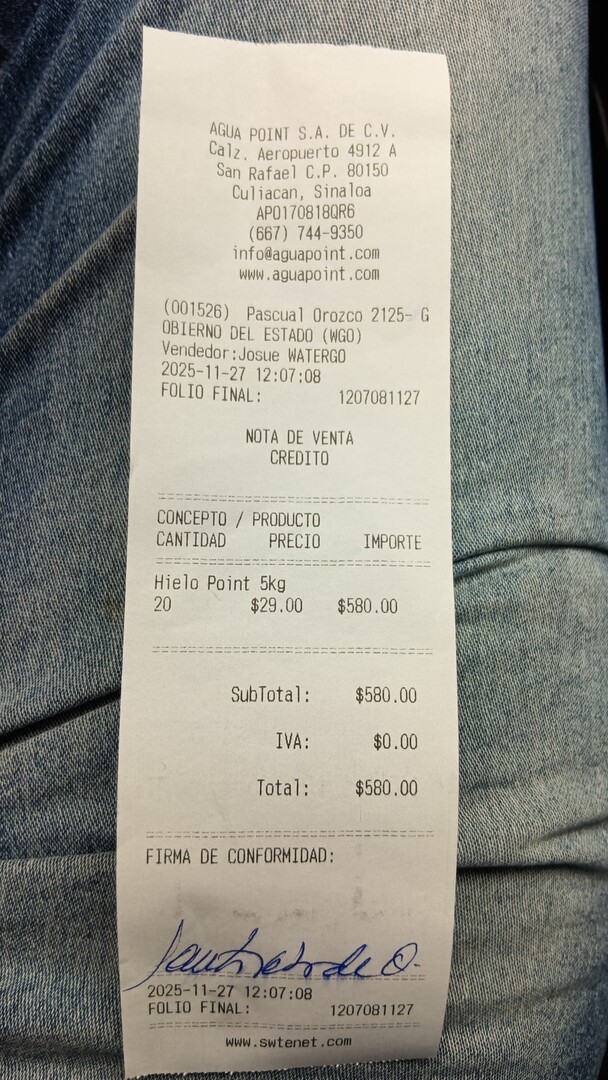 AGUA POINT S.A. DE C.V.
Calz. Aeropuerto 4912 A
San Rafael C.P. 80150
Culiacan, Sinaloa
APO170818QR6
(667) 744-9350
info@aguapoint.com
www.aguapoint.com
(001526) Pascual Orozco 2125- G
OBIERNO DEL ESTADO (WGO)
Vendedor:Josue WATERGO
2025-11-27 12:07:08
FOLIO FINAL: 1207081127
NOTA DE VENTA
CREDITO
CONCEPTO / PRODUCTO
CANTIDAD PRECIO IMPORTE
Hielo Point 5kg
20 $29.00 $580.00
SubTotal: $580.00
IVA: $0.00
Total: $580.00
FIRMA DE CONFORMIDAD:
2025-11-27 12:07:08
FOLIO FINAL: 1207081127
www.swtenet.com